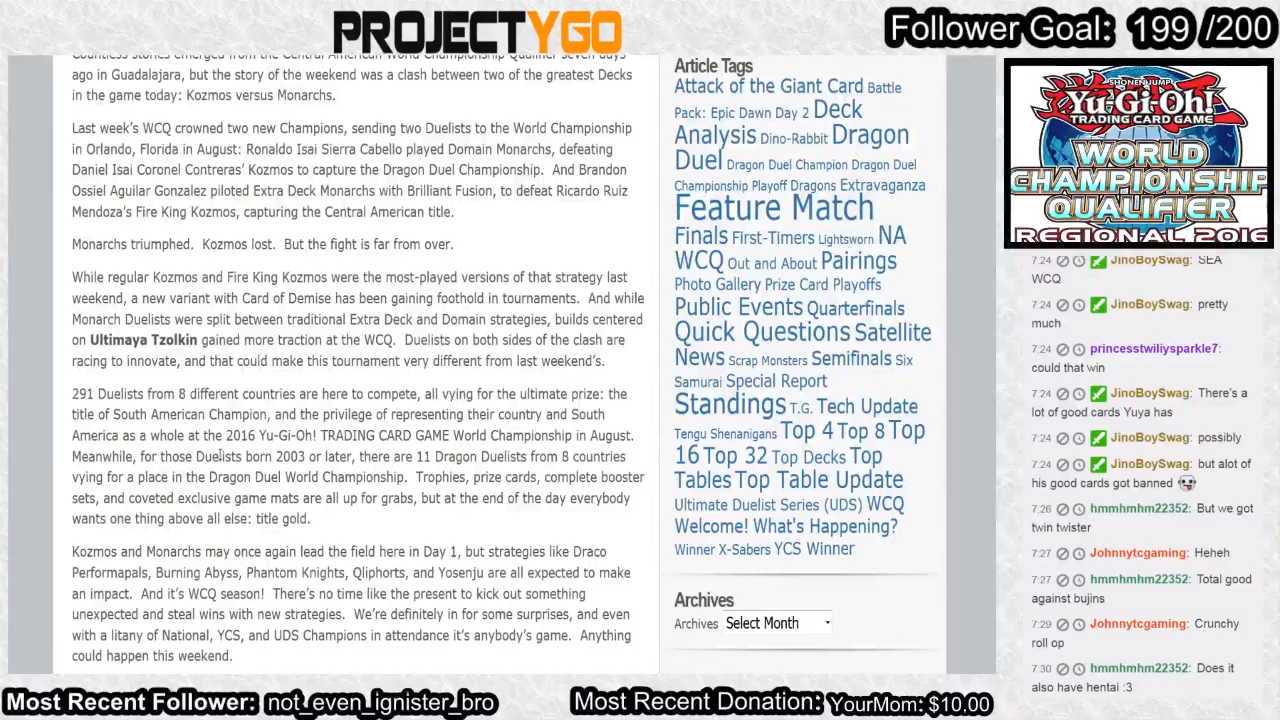 PROJECTYGO
Follower Goal: 199 /200
Countless stories emerged from the Central American World Championship Qualifier seven days
ago in Guadalajara, but the story of the weekend was a clash between two of the greatest Decks
in the game today: Kozmos versus Monarchs.
Last week's WCQ crowned two new Champions, sending two Duelists to the World Championship
in Orlando, Florida in August: Ronaldo Isai Sierra Cabello played Domain Monarchs, defeating
Daniel Isai Coronel Contreras' Kozmos to capture the Dragon Duel Championship. And Brandon
Ossiel Aguilar Gonzalez piloted Extra Deck Monarchs with Brilliant Fusion, to defeat Ricardo Ruiz
Mendoza's Fire King Kozmos, capturing the Central American title.
Monarchs triumphed. Kozmos lost. But the fight is far from over.
While regular Kozmos and Fire King Kozmos were the most-played versions of that strategy last
weekend, a new variant with Card of Demise has been gaining foothold in tournaments. And while
Monarch Duelists were split between traditional Extra Deck and Domain strategies, builds centered
on Ultimaya Tzolkin gained more traction at the WCQ. Duelists on both sides of the clash are
racing to innovate, and that could make this tournament very different from last weekend's.
291 Duelists from 8 different countries are here to compete, all vying for the ultimate prize: the
title of South American Champion, and the privilege of representing their country and South
America as a whole at the 2016 Yu-Gi-Oh! TRADING CARD GAME World Championship in August.
Meanwhile, for those Duelists born 2003 or later, there are 11 Dragon Duelists from 8 countries
vying for a place in the Dragon Duel World Championship. Trophies, prize cards, complete booster
sets, and coveted exclusive game mats are all up for grabs, but at the end of the day everybody
wants one thing above all else: title gold.
Kozmos and Monarchs may once again lead the field here in Day 1, but strategies like Draco
Performapals, Burning Abyss, Phantom Knights, Qliphorts, and Yosenju are all expected to make
an impact. And it's WCQ season! There's no time like the present to kick out something
unexpected and steal wins with new strategies. We're definitely in for some surprises, and even
with a litany of National, YCS, and UDS Champions in attendance it's anybody's game. Anything
could happen this weekend.
Article Tags
Attack of the Giant Card Battle
Pack: Epic Dawn Day 2 Deck
Analysis Dino-Rabbit Dragon
Duel Dragon Duel Champion Dragon Duel
Championship Playoff Dragons Extravaganza
Feature Match
Finals First-Timers Lightsworn NA
WCQ Out and About Pairings
Photo Gallery Prize Card Playoffs
Public Events Quarterfinals
Quick Questions Satellite
News Scrap Monsters Semifinals Six
Samurai Special Report
Standings T.G. Tech Update
Tengu Shenanigans Top 4 Top 8 Top
16 Top 32 Top Decks Top
Tables Top Table Update
Ultimate Duelist Series (UDS) WCQ
Welcome! What's Happening?
Winner X-Sabers YCS Winner
Archives
Archives Select Month
SHONEN JUMP
Yu-Gi-Oh!
TRADING CARD GAME
WORLD
CHAMPIONSHIP
QUALIFIER
REGIONAL 2016
7:24 JinoBoySwag: SEA
WCQ
7:24 JinoBoySwag: pretty
much
7:24 princesstwiliysparkle7:
could that win
7:24 JinoBoySwag: There's a
lot of good cards Yuya has
7:24 JinoBoySwag: possibly
7:24 JinoBoySwag: but alot of
his good cards got banned
7:26 hmmhmhm22352: But we got
twin twister
7:27 Johnnytcgaming: Heheh
7:27 hmmhmhm22352: Total good
against bujins
7:29 Johnnytcgaming: Crunchy
roll op
7:30 hmmhmhm22352: Does it
also have hentai :3
Most Recent Follower: not_even_ignister_bro
Most Recent Donation: YourMom: $10.00